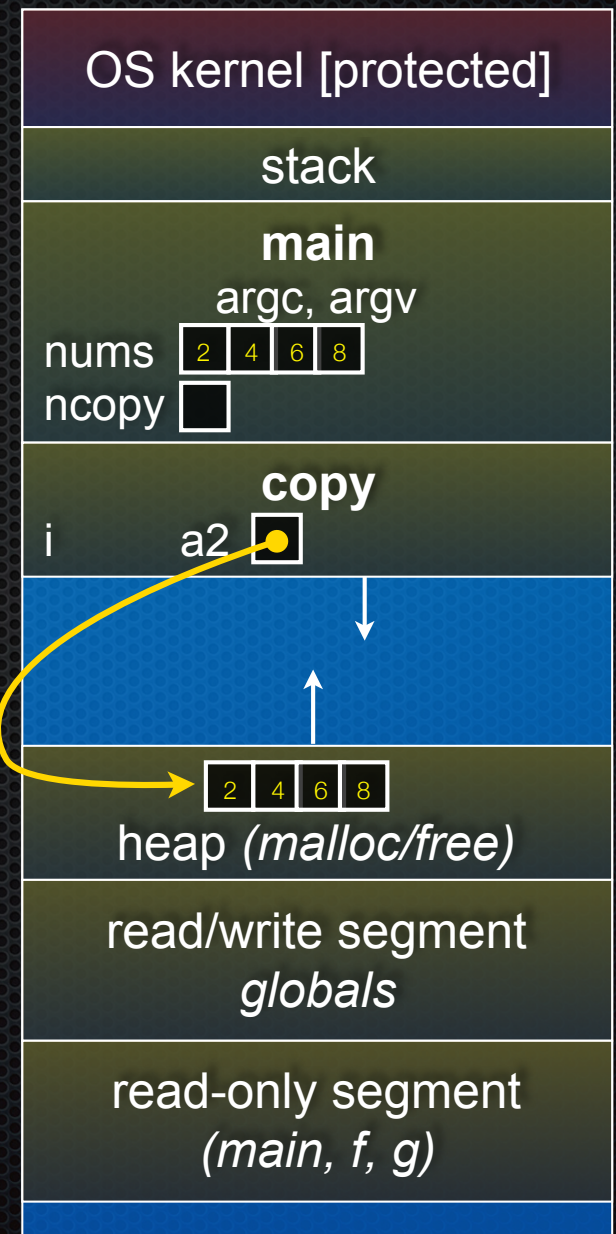 OS kernel [protected]
stack
main
argc, argv
nums 2 4 6 8
ncopy
copy
i a2
2 4 6 8
heap (malloc/free)
read/write segment
globals
read-only segment
(main, f, g)